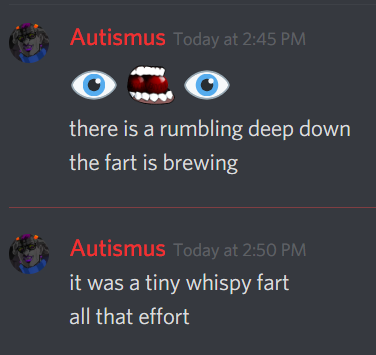 Autismus Today at 2:45 PM
there is a rumbling deep down
the fart is brewing
Autismus Today at 2:50 PM
it was a tiny whispy fart
all that effort